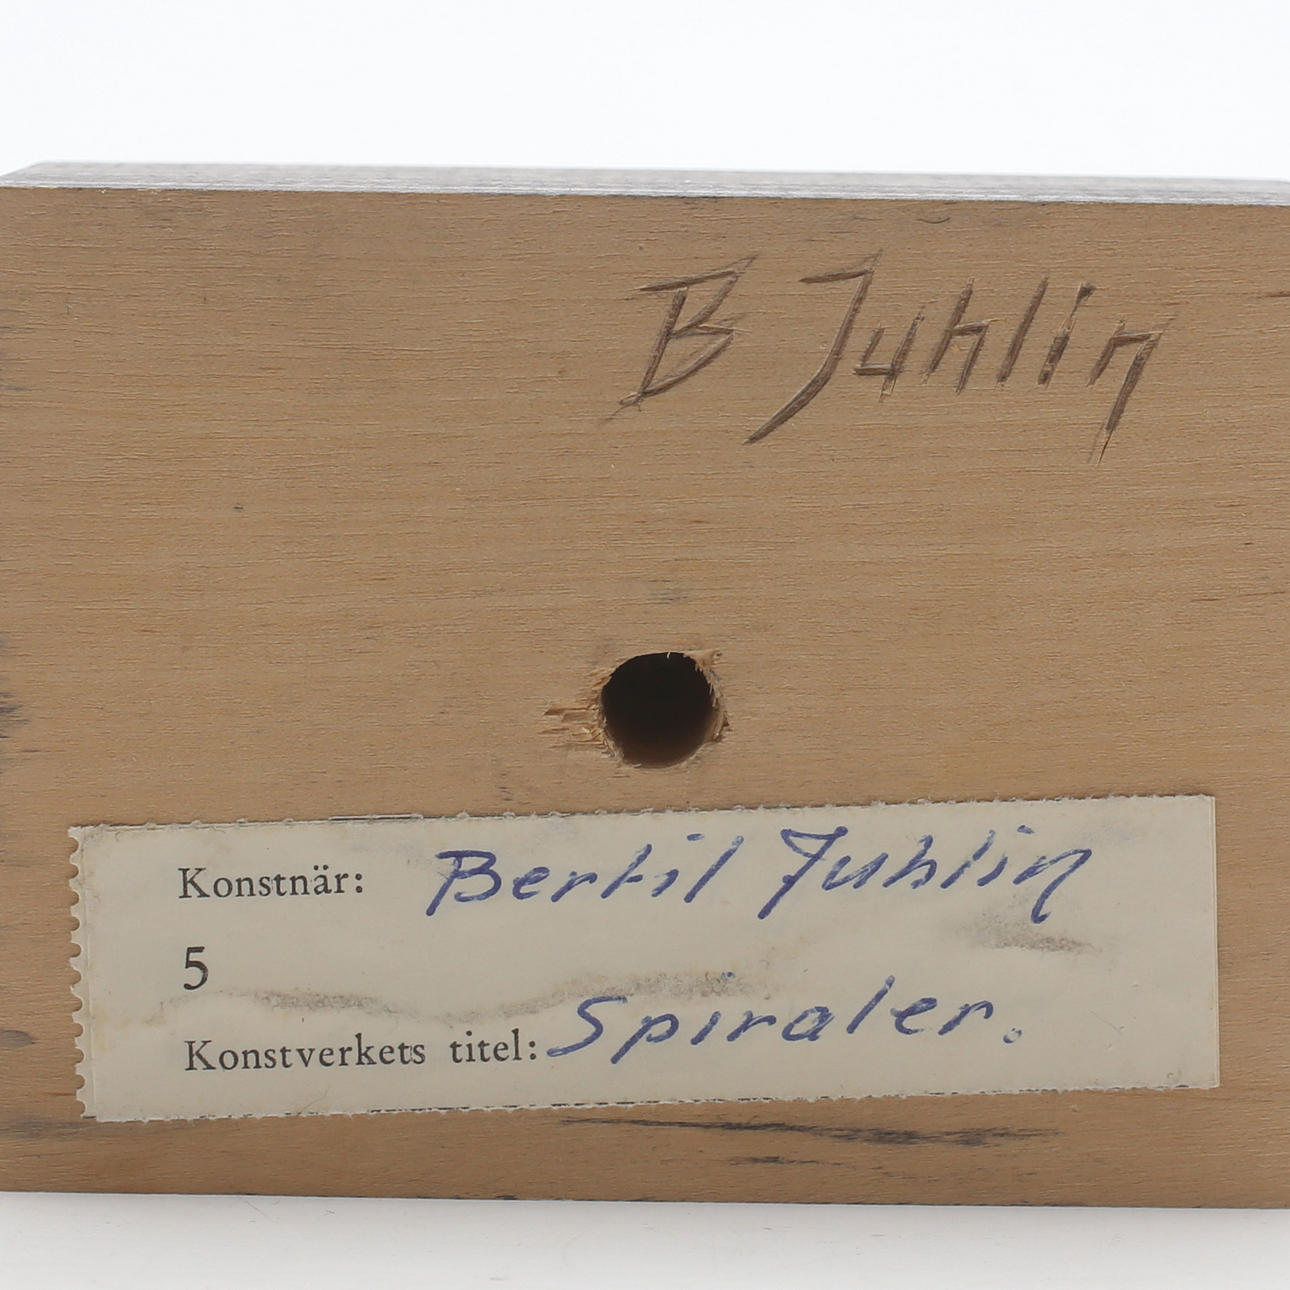 B Juhlin
Konstnär: Bertil Juhlin
5
Konstverkets titel: Spiraler.